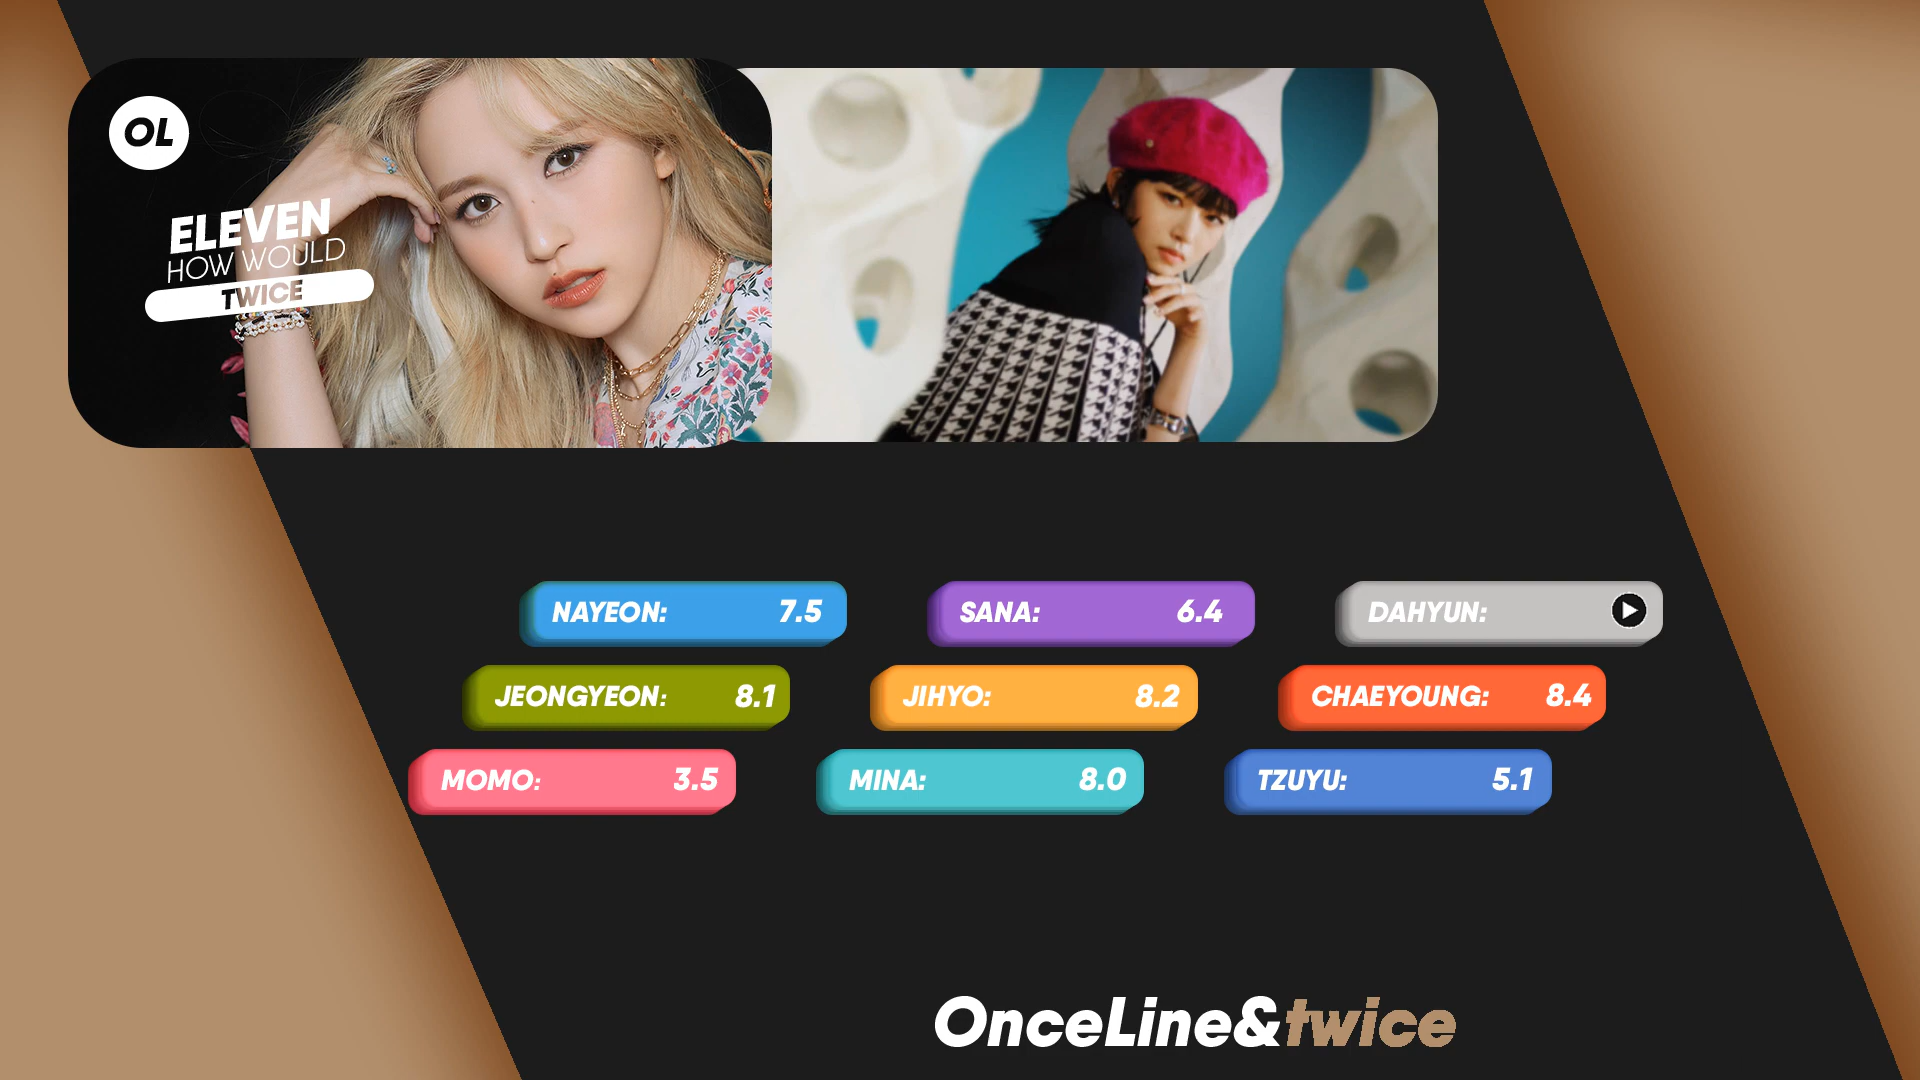 OL
ELEVEN
HOW WOULD
TWICE
NAYEON: 7.5
SANA: 6.4
DAHYUN:
JEONGYEON: 8.1
JIHYO: 8.2
CHAEYOUNG: 8.4
MOMO: 3.5
MINA: 8.0
TZUYU: 5.1
OnceLine&twice